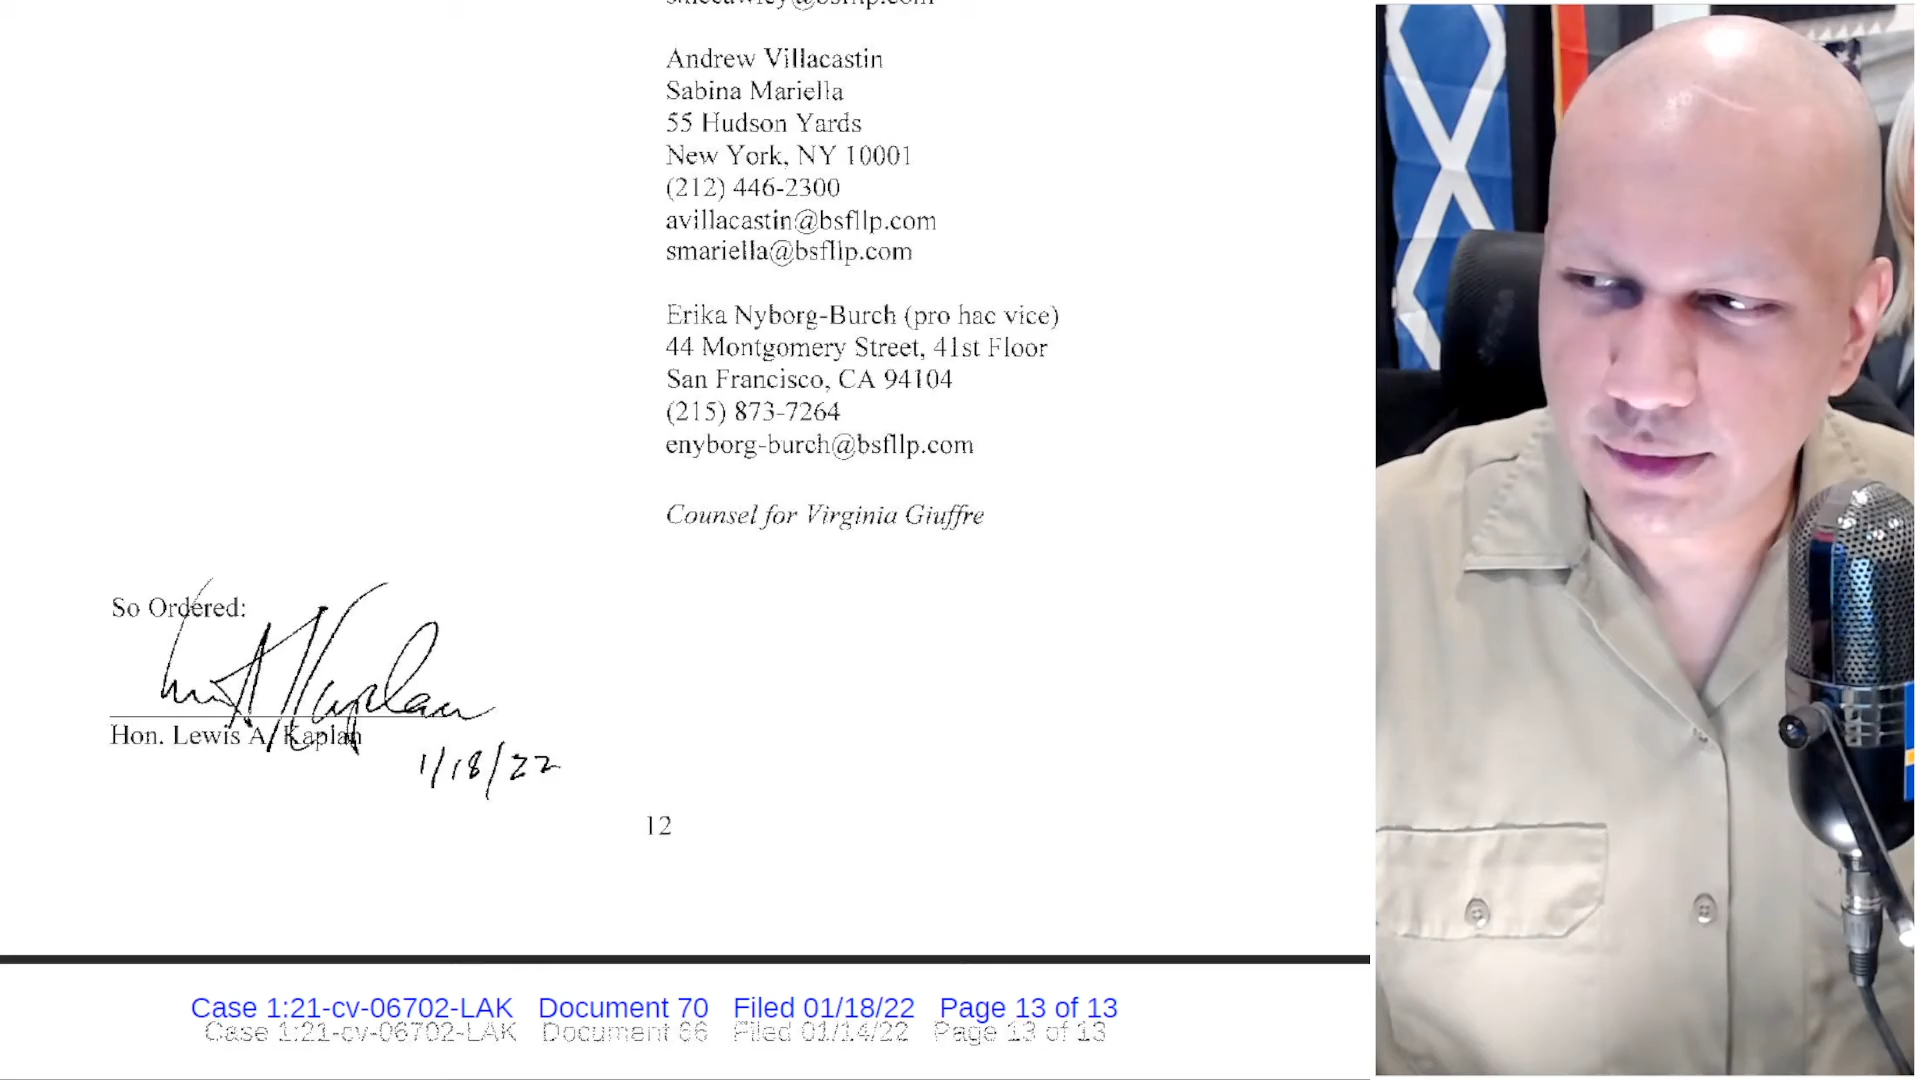 smccawley@bsfllp.com
Andrew Villacastin
Sabina Mariella
55 Hudson Yards
New York, NY 10001
(212) 446-2300
avillacastin@bsfllp.com
smariella@bsfllp.com
Erika Nyborg-Burch (pro hac vice)
44 Montgomery Street, 41st Floor
San Francisco, CA 94104
(215) 873-7264
enyborg-burch@bsfllp.com
Counsel for Virginia Giuffre
So Ordered:
Hon. Lewis A. Kaplan
1/18/22
12
Case 1:21-cv-06702-LAK Document 70 Filed 01/18/22 Page 13 of 13
Case 1:21-cv-06702-LAK Document 66 Filed 01/14/22 Page 13 of 13